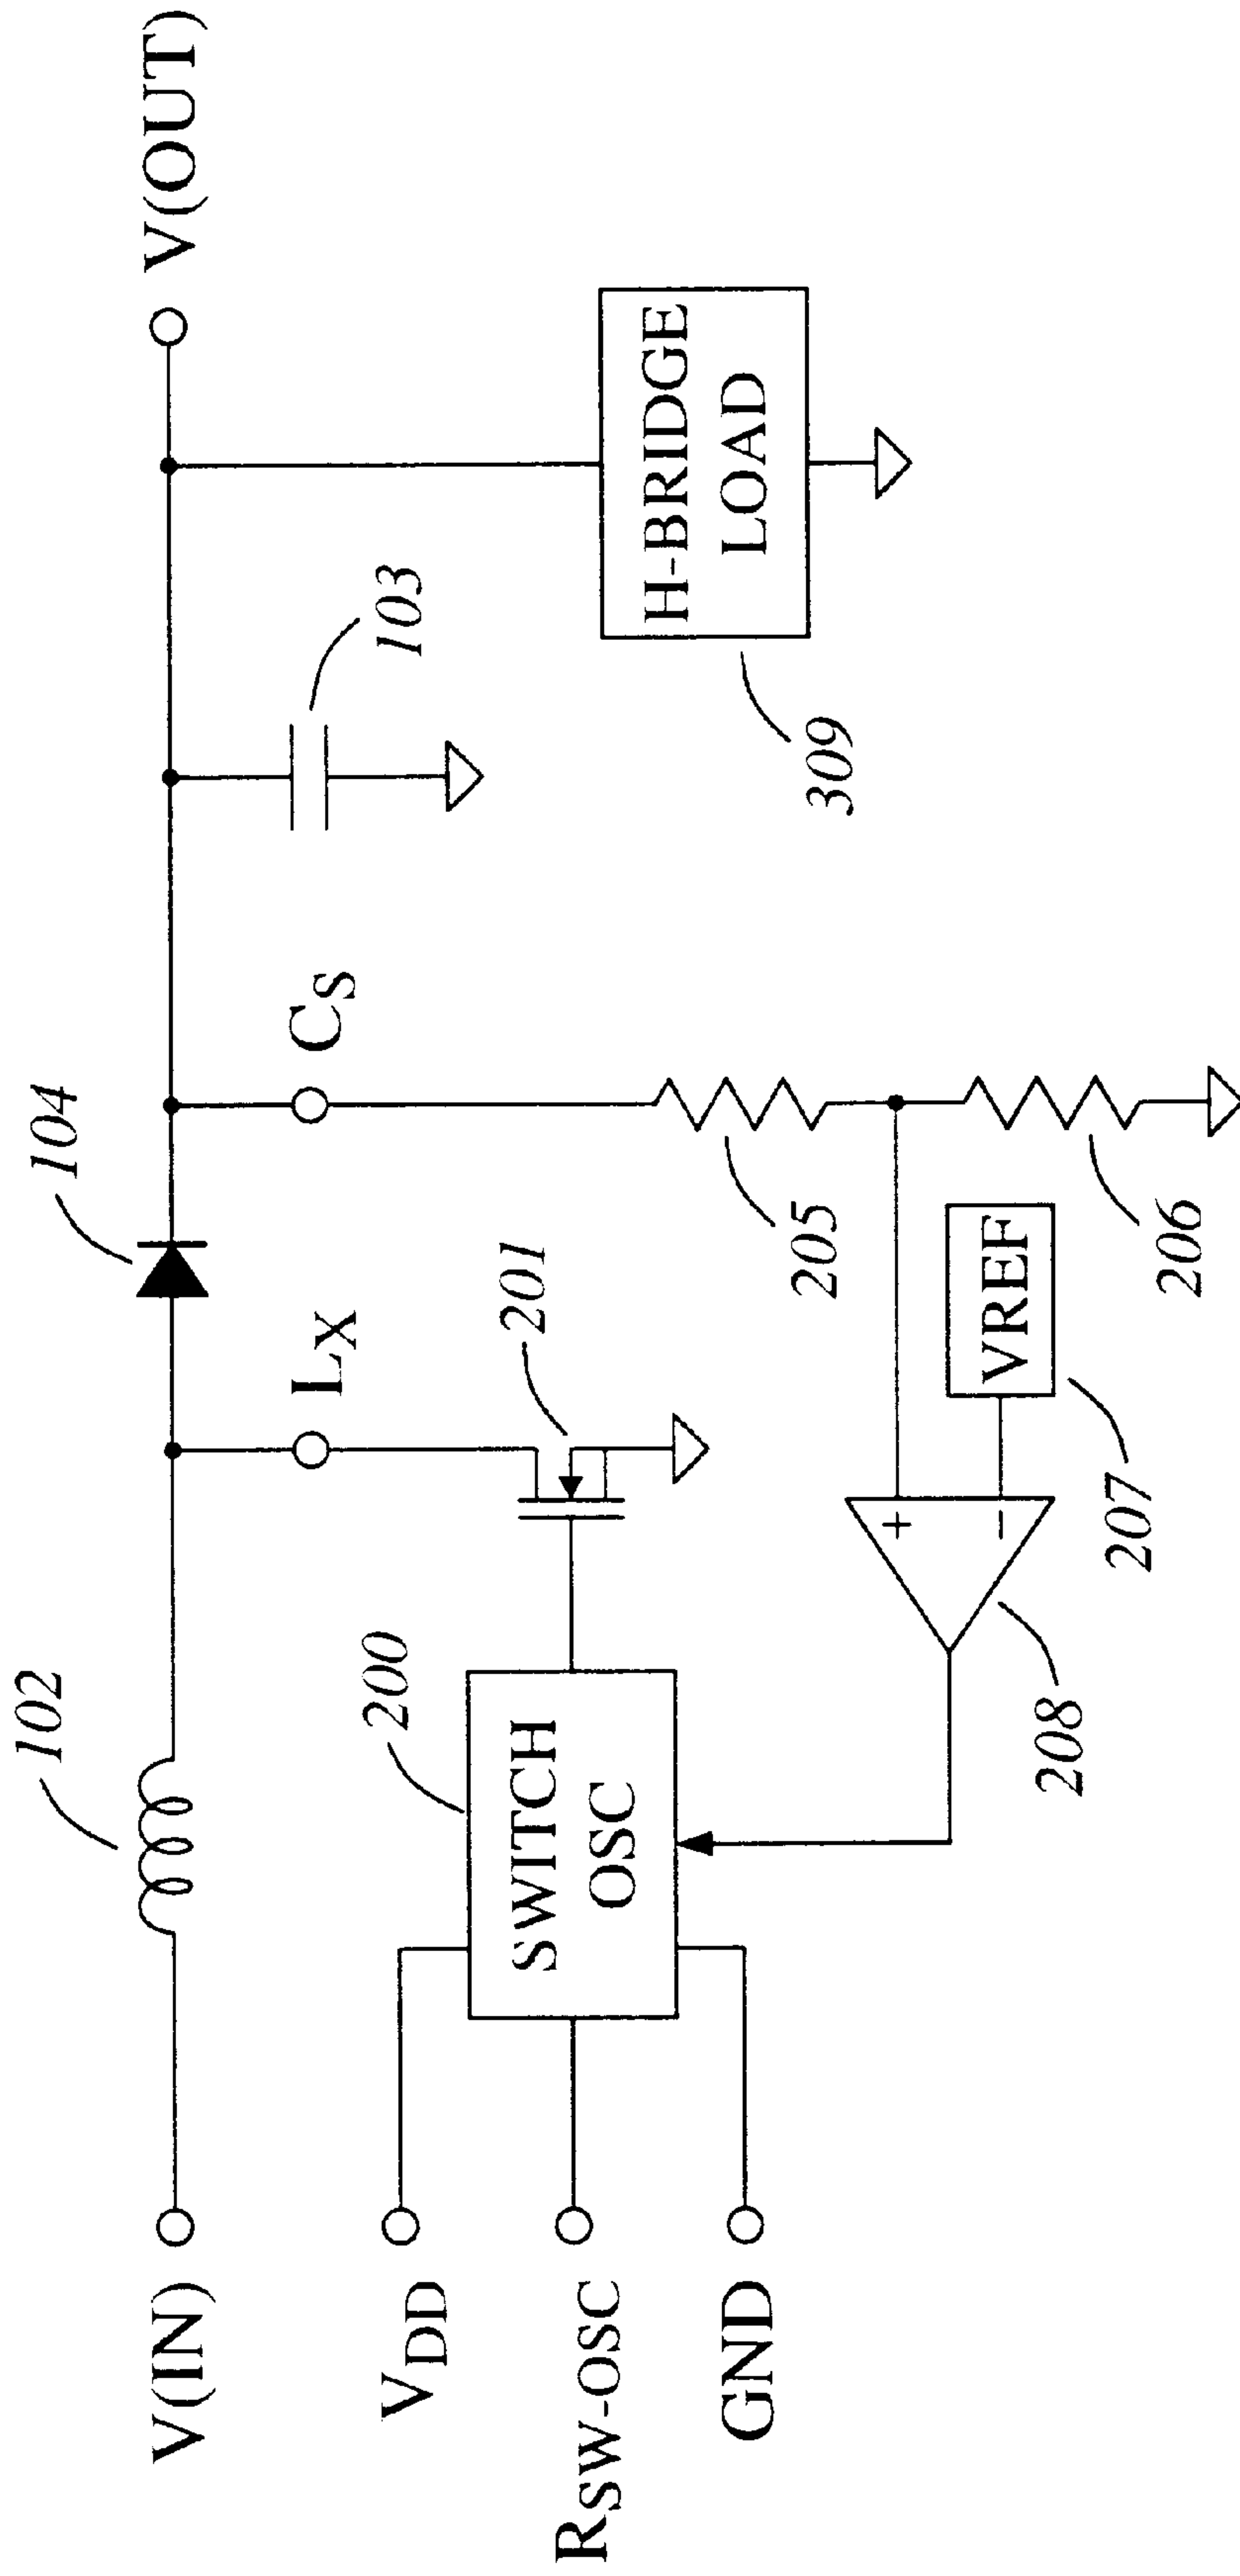 102
104
V(IN)
V(OUT)
LX
CS
103
VDD
200
SWITCH
OSC
201
RSW-OSC
GND
H-BRIDGE
LOAD
309
205
208
207
VREF
206